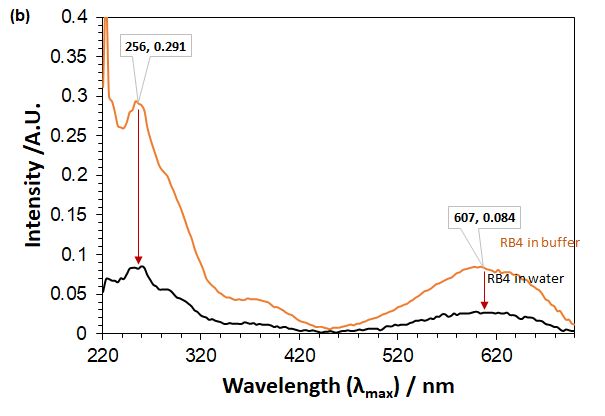 (b)
0.4
0.35
0.3
0.25
0.2
0.15
0.1
0.05
0
Intensity /A.U.
256, 0.291
607, 0.084
RB4 in buffer
RB4 in water
220 320 420 520 620
Wavelength (λmax) / nm